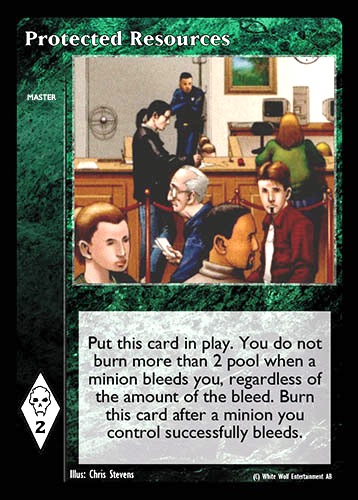 Protected Resources
MASTER
Put this card in play. You do not
burn more than 2 pool when a
minion bleeds you, regardless of
the amount of the bleed. Burn
this card after a minion you
control successfully bleeds.
2
Illus: Chris Stevens
(C) White Wolf Entertainment AB